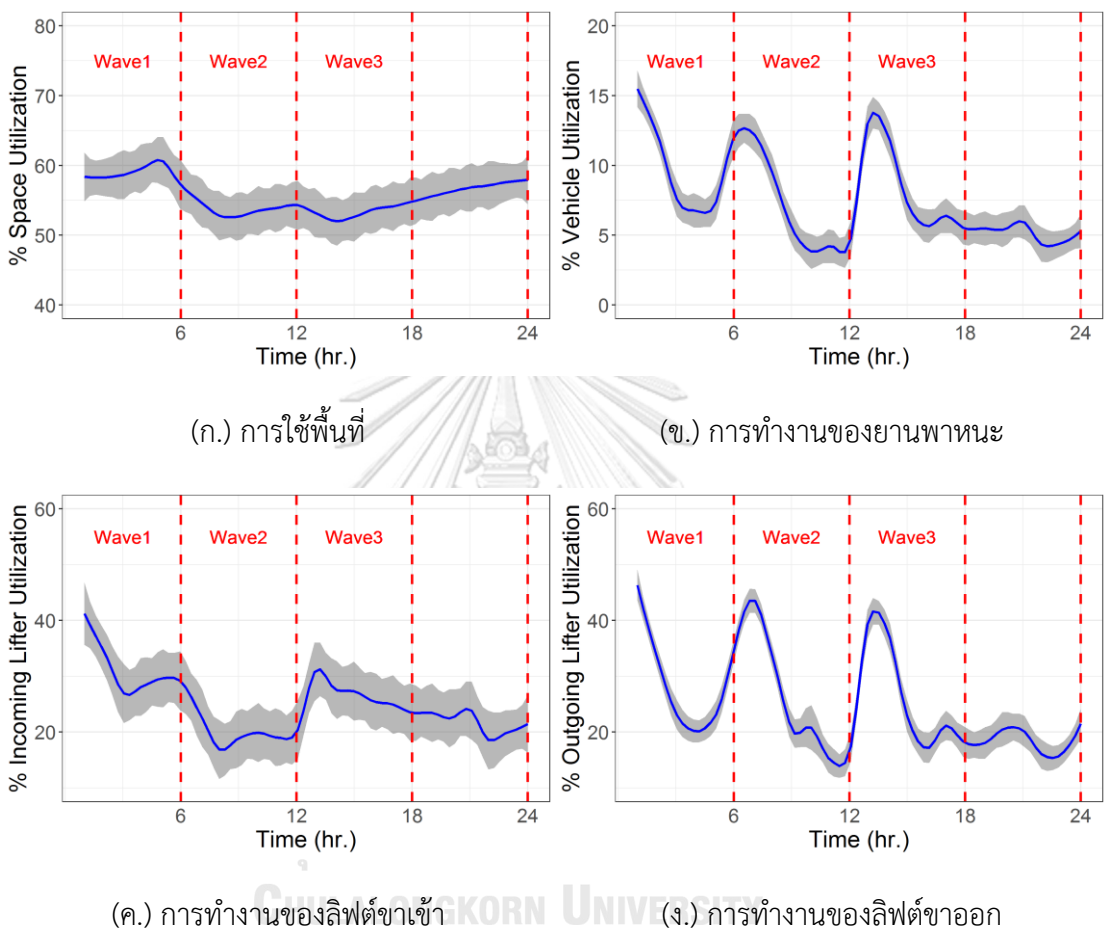 80
70
60
50
40
% Space Utilization
Wave1 Wave2 Wave3
6 12 18 24
Time (hr.)
(ก.) การใช้พื้นที่
20
15
10
5
0
% Vehicle Utilization
Wave1 Wave2 Wave3
6 12 18 24
Time (hr.)
(ข.) การทำงานของยานพาหนะ
60
40
20
% Incoming Lifter Utilization
Wave1 Wave2 Wave3
6 12 18 24
Time (hr.)
(ค.) การทำงานของลิฟต์ขาเข้า
60
40
20
% Outgoing Lifter Utilization
Wave1 Wave2 Wave3
6 12 18 24
Time (hr.)
(ง.) การทำงานของลิฟต์ขาออก
CHULALONGKORN UNIVERSITY